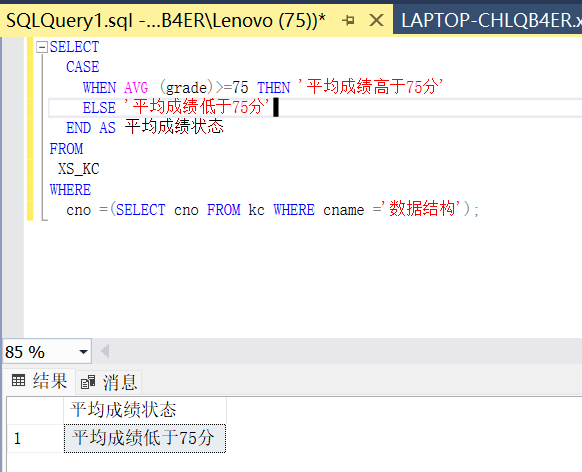 SQLQuery1.sql -...B4ER\Lenovo (75))* LAPTOP-CHLQB4ER.x
SELECT
CASE
WHEN AVG (grade)>=75 THEN '平均成绩高于75分'
ELSE '平均成绩低于75分'
END AS 平均成绩状态
FROM
XS_KC
WHERE
cno =(SELECT cno FROM kc WHERE cname ='数据结构');
85 %
结果 消息
平均成绩状态
1 平均成绩低于75分